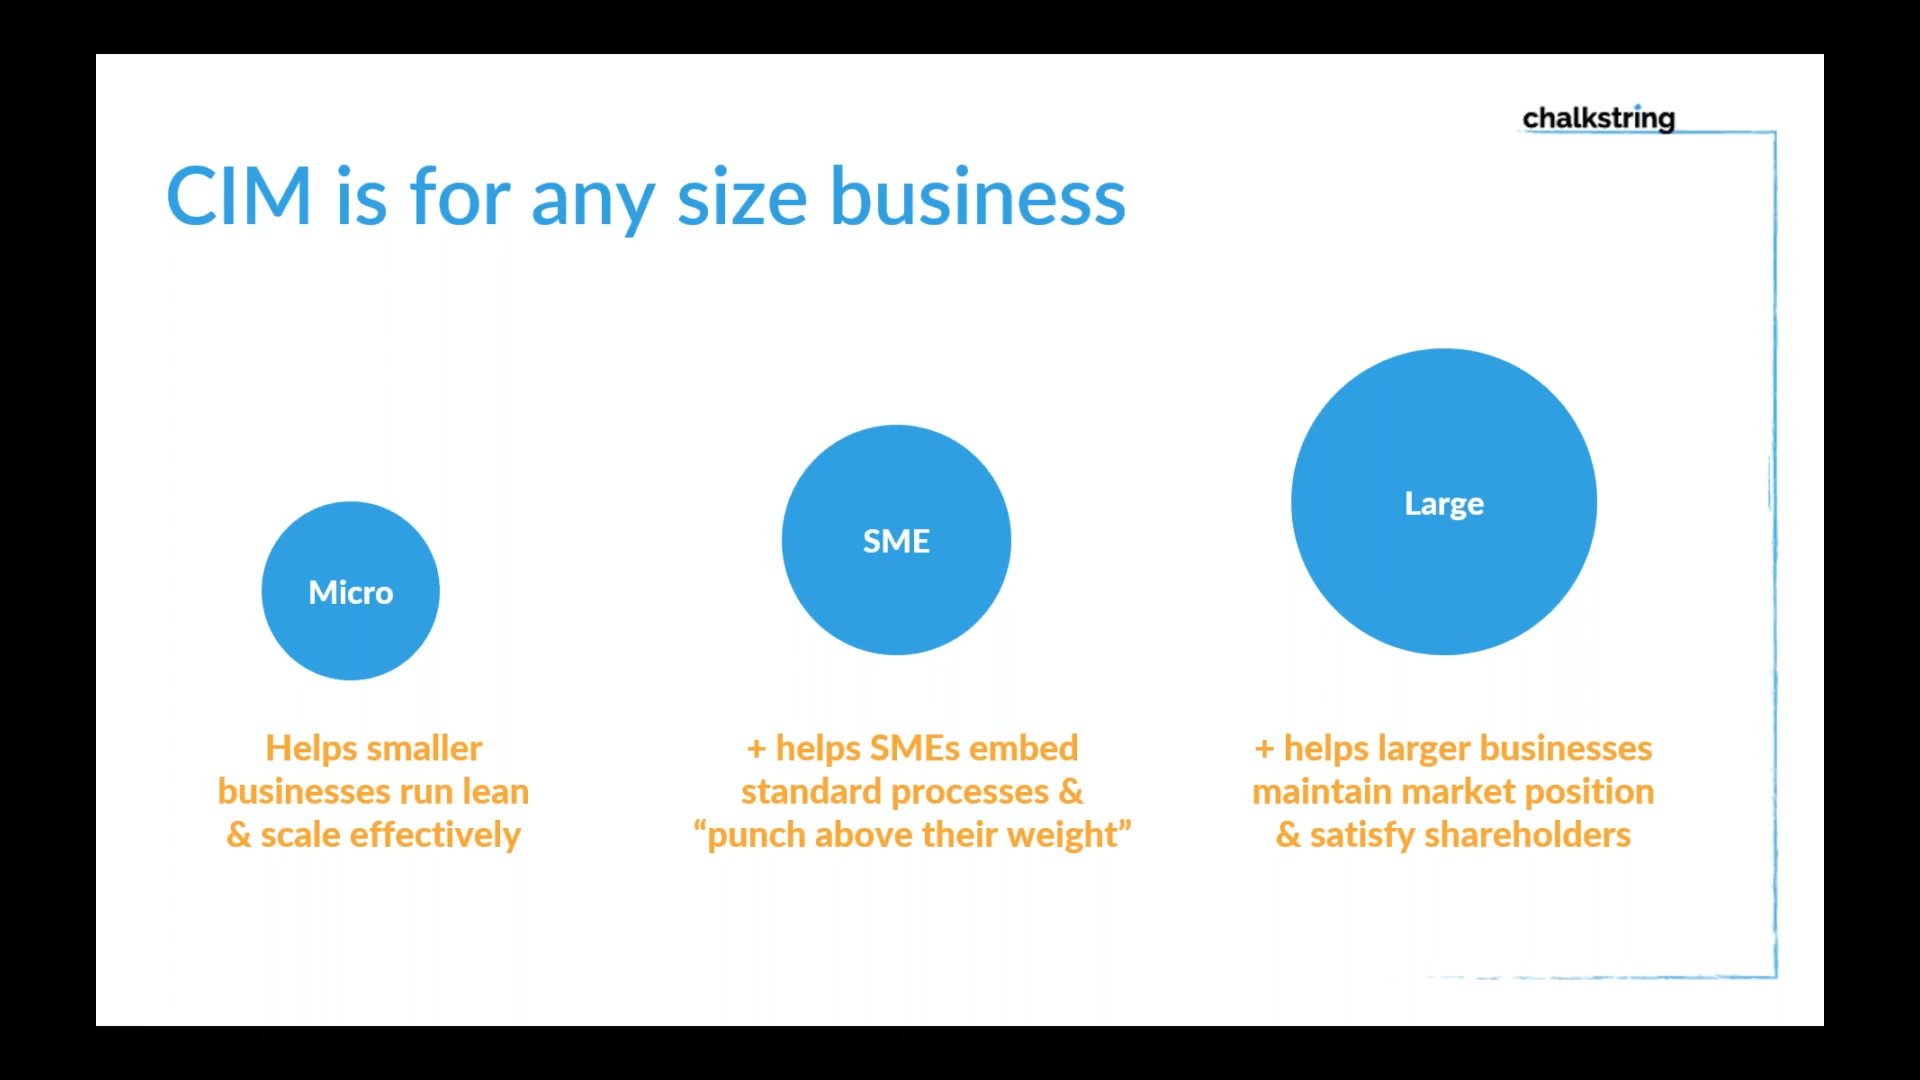 chalkstring
CIM is for any size business
Micro
SME
Large
Helps smaller
businesses run lean
& scale effectively
+ helps SMEs embed
standard processes &
“punch above their weight”
+ helps larger businesses
maintain market position
& satisfy shareholders